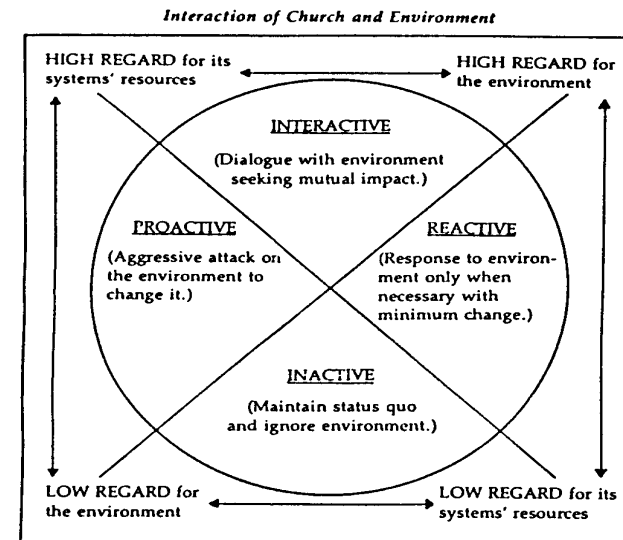 Interaction of Church and Environment
HIGH REGARD for its
systems' resources
HIGH REGARD for
the environment
INTERACTIVE
(Dialogue with environment
seeking mutual impact.)
PROACTIVE
(Aggressive attack on
the environment to
change it.)
REACTIVE
(Response to environ-
ment only when
necessary with
minimum change.)
INACTIVE
(Maintain status quo
and ignore environment.)
LOW REGARD for
the environment
LOW REGARD for its
systems' resources